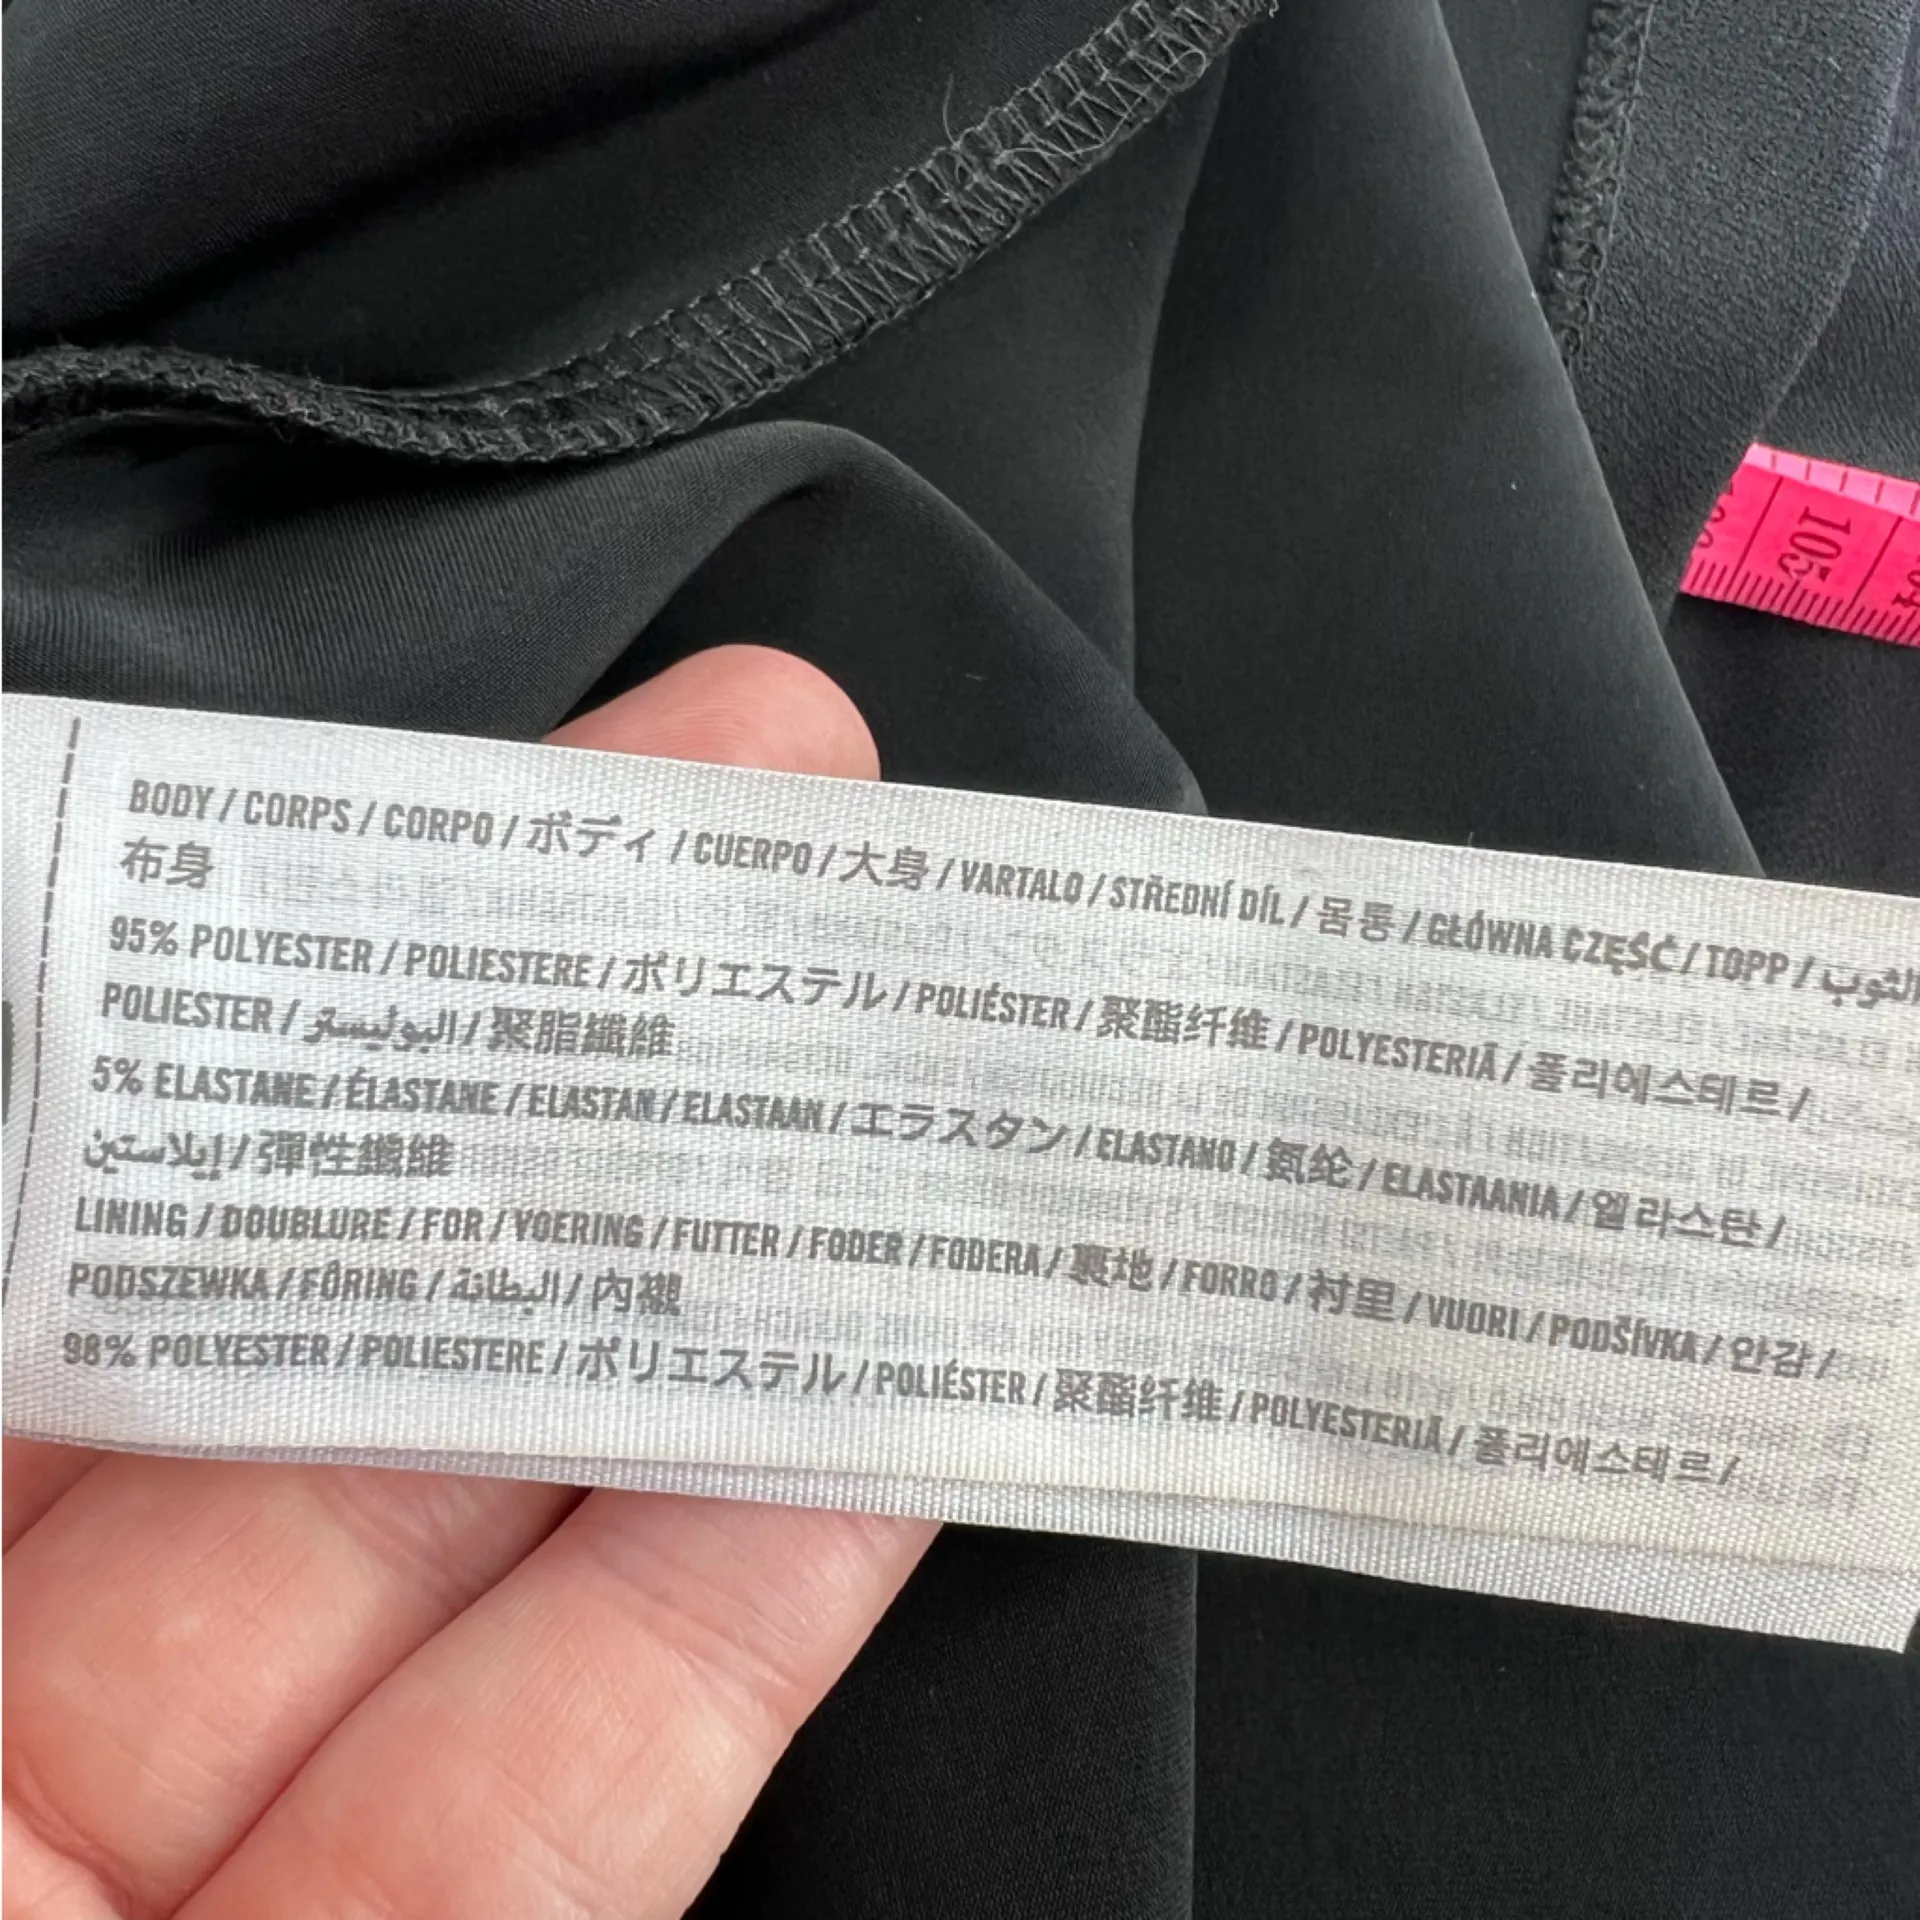 BODY / CORPS / CORPO / ボディ / CUERPO / 大身 / VARTALO / STŘEDNÍ DÍL / 몸통 / GŁÓWNA CZĘŚĆ / TOPP / الثوب
布身
95% POLYESTER / POLIESTERE / ポリエステル / POLIÉSTER / 聚酯纤维 / POLYESTERIÄ / 폴리에스테르 /
POLIESTER / البوليستر / 聚脂纖維
5% ELASTANE / ÉLASTANE / ELASTAN / ELASTAAN / エラスタン / ELASTANO / 氨纶 / ELASTAANIA / 엘라스탄 /
إيلاستين / 彈性纖維
LINING / DOUBLURE / FOR / VOERING / FUTTER / FODER / FODERA / 裏地 / FORRO / 衬里 / VUORI / PODŠÍVKA / 안감 /
PODSZEWKA / FÔRING / البطانة / 內襯
98% POLYESTER / POLIESTERE / ポリエステル / POLIÉSTER / 聚酯纤维 / POLYESTERIÄ / 폴리에스테르 /
105